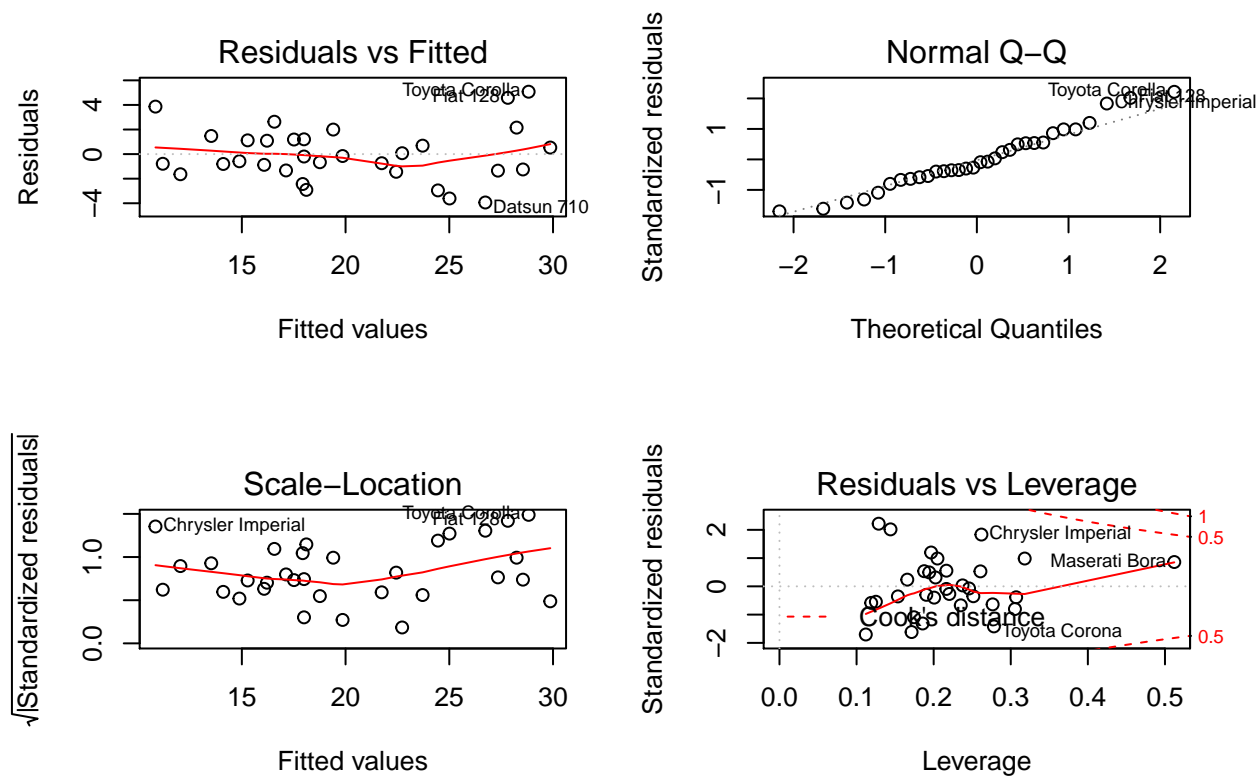 Residuals vs Fitted
Residuals
4
0
−4
Toyota Corolla
Fiat 128
Datsun 710
15 20 25 30
Fitted values
Normal Q−Q
Standardized residuals
1
−1
Toyota Corolla
Fiat 128
Chrysler Imperial
−2 −1 0 1 2
Theoretical Quantiles
Scale−Location
√|Standardized residuals|
1.0
0.0
Chrysler Imperial
Toyota Corolla
Fiat 128
15 20 25 30
Fitted values
Residuals vs Leverage
Standardized residuals
2
0
−2
Chrysler Imperial
Maserati Bora
Toyota Corona
Cook's distance
1
0.5
0.5
0.0 0.1 0.2 0.3 0.4 0.5
Leverage